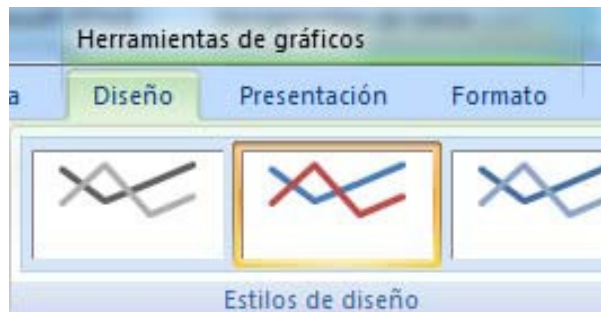 Herramientas de gráficos
a Diseño Presentación Formato
Estilos de diseño